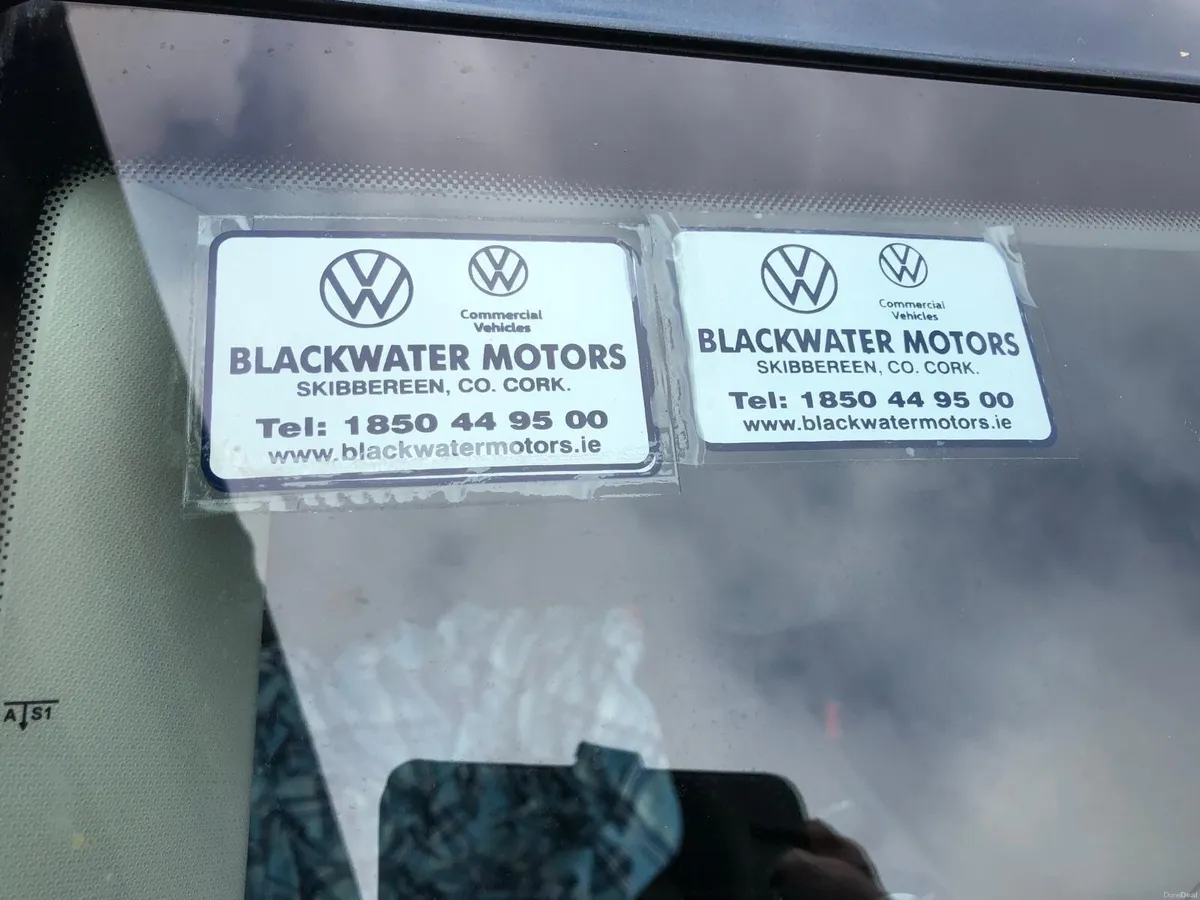 Commercial
Vehicles
BLACKWATER MOTORS
SKIBBEREEN, CO. CORK.
Tel: 1850 44 95 00
www.blackwatermotors.ie
Commercial
Vehicles
BLACKWATER MOTORS
SKIBBEREEN, CO. CORK.
Tel: 1850 44 95 00
www.blackwatermotors.ie
A S1
DoneDeal